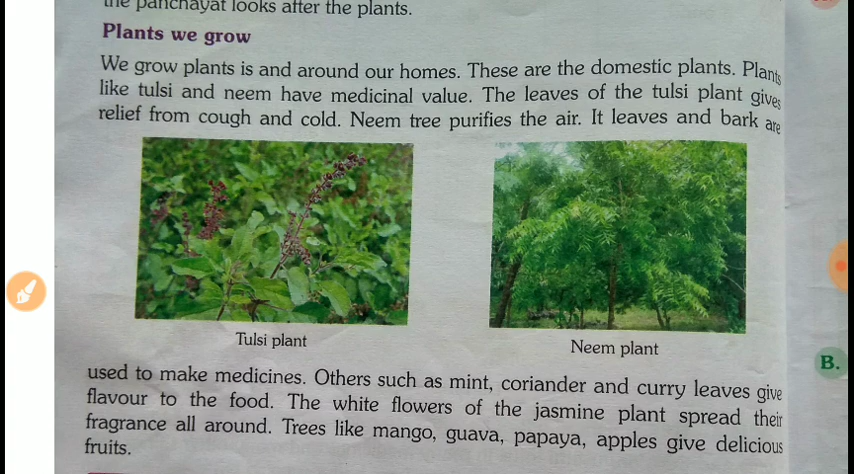 the panchayat looks after the plants.
Plants we grow
We grow plants is and around our homes. These are the domestic plants. Plants
like tulsi and neem have medicinal value. The leaves of the tulsi plant gives
relief from cough and cold. Neem tree purifies the air. It leaves and bark are
Tulsi plant
Neem plant
B.
used to make medicines. Others such as mint, coriander and curry leaves give
flavour to the food. The white flowers of the jasmine plant spread their
fragrance all around. Trees like mango, guava, papaya, apples give delicious
fruits.